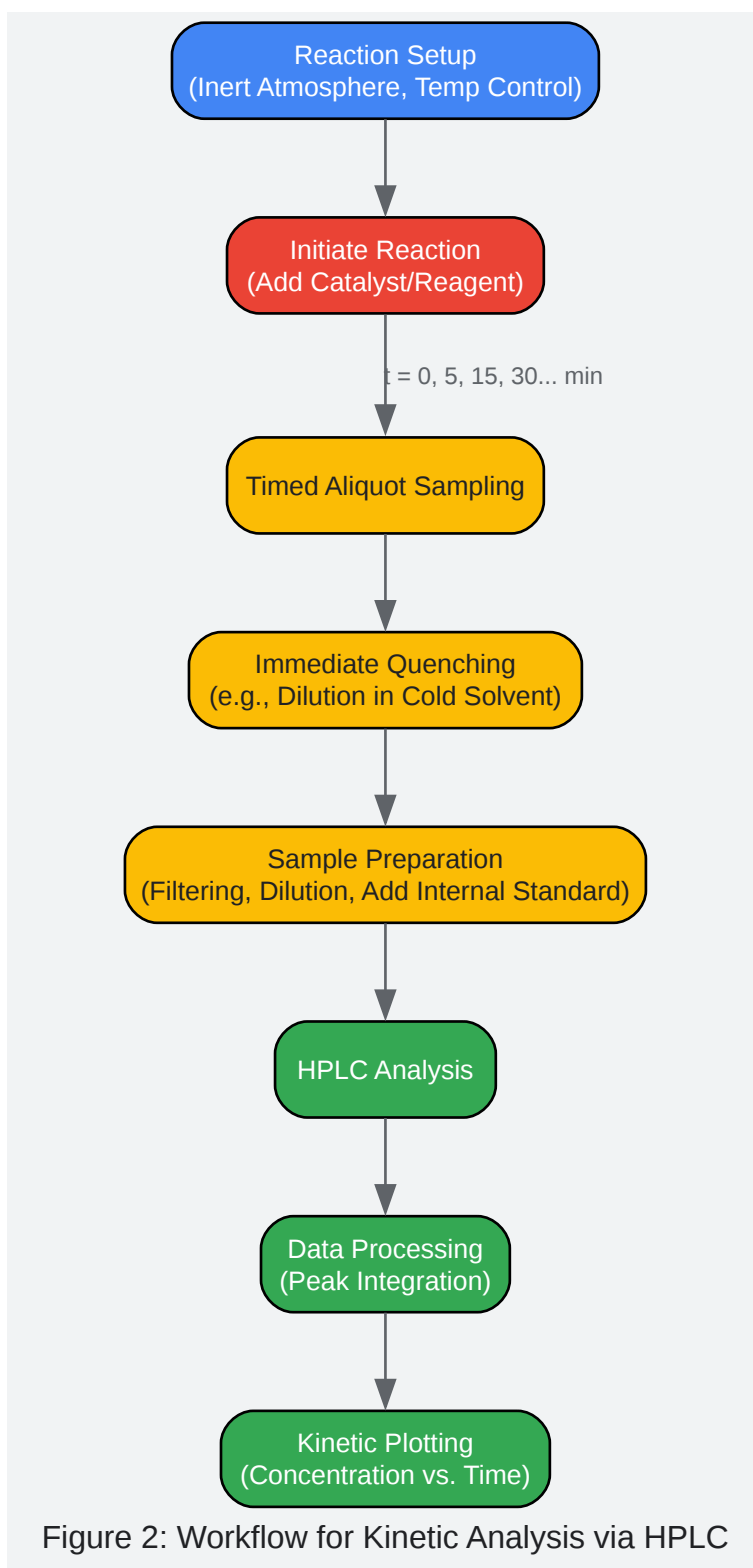 Reaction Setup
(Inert Atmosphere, Temp Control)
Initiate Reaction
(Add Catalyst/Reagent)
t = 0, 5, 15, 30... min
Timed Aliquot Sampling
Immediate Quenching
(e.g., Dilution in Cold Solvent)
Sample Preparation
(Filtering, Dilution, Add Internal Standard)
HPLC Analysis
Data Processing
(Peak Integration)
Kinetic Plotting
(Concentration vs. Time)
Figure 2: Workflow for Kinetic Analysis via HPLC